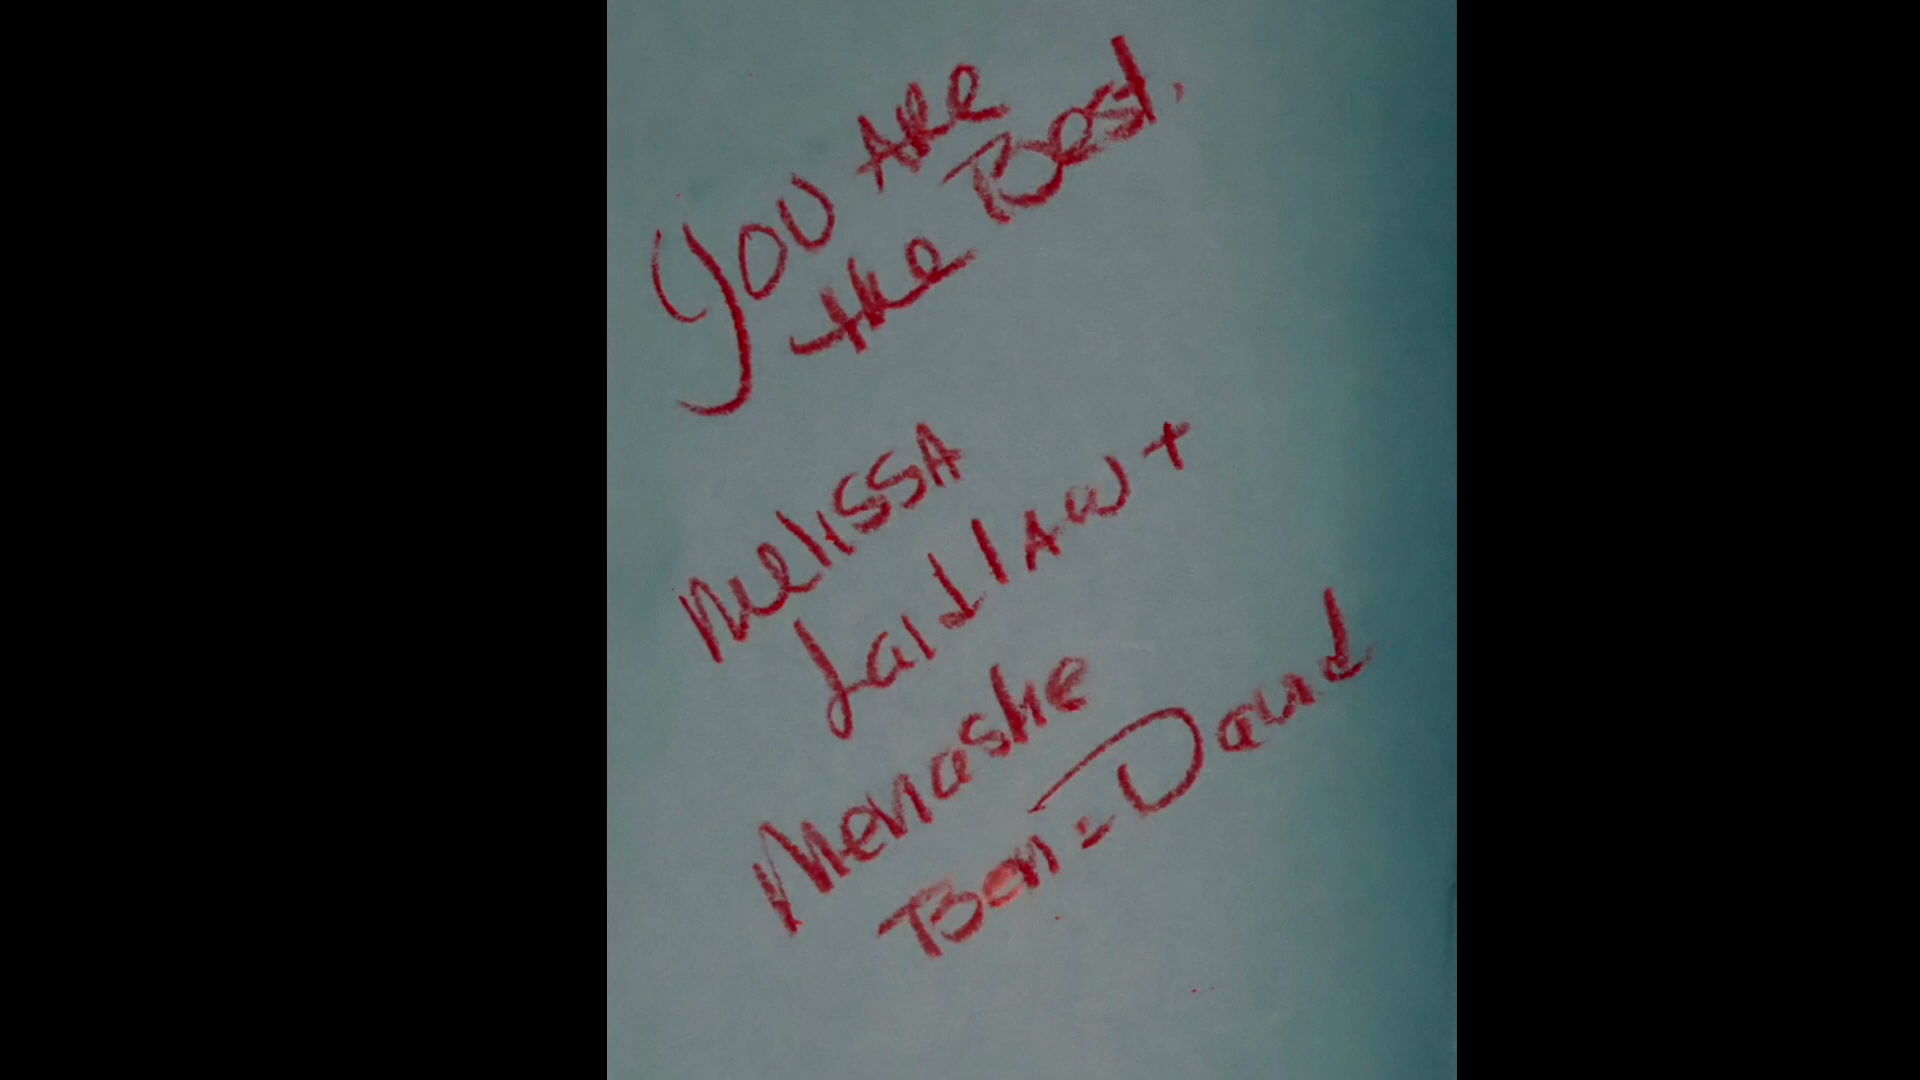 You Are
the Best.
Melissa
Laidlaw +
Menashe
Ben=David